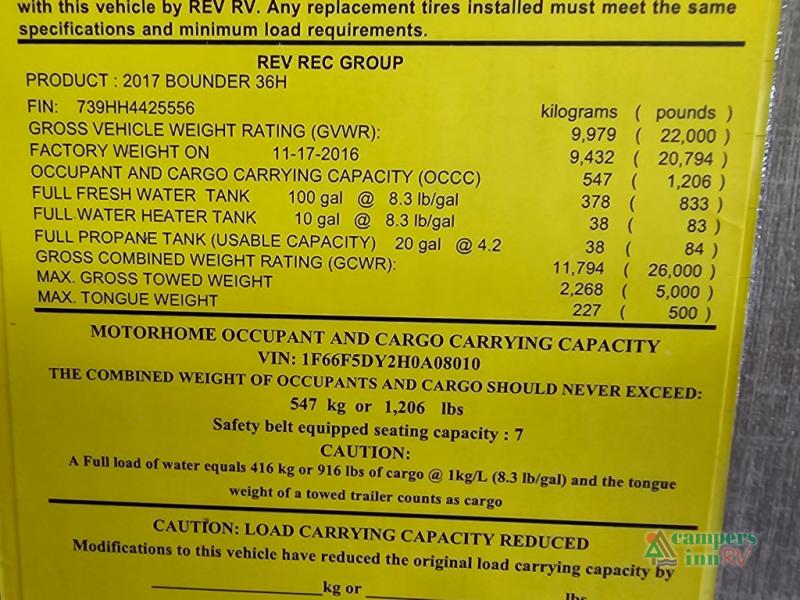 with this vehicle by REV RV. Any replacement tires installed must meet the same
specifications and minimum load requirements.
REV REC GROUP
PRODUCT : 2017 BOUNDER 36H
FIN: 739HH4425556 kilograms ( pounds )
GROSS VEHICLE WEIGHT RATING (GVWR): 9,979 ( 22,000 )
FACTORY WEIGHT ON 11-17-2016 9,432 ( 20,794 )
OCCUPANT AND CARGO CARRYING CAPACITY (OCCC) 547 ( 1,206 )
FULL FRESH WATER TANK 100 gal @ 8.3 lb/gal 378 ( 833 )
FULL WATER HEATER TANK 10 gal @ 8.3 lb/gal 38 ( 83 )
FULL PROPANE TANK (USABLE CAPACITY) 20 gal @ 4.2 38 ( 84 )
GROSS COMBINED WEIGHT RATING (GCWR): 11,794 ( 26,000 )
MAX. GROSS TOWED WEIGHT 2,268 ( 5,000 )
MAX. TONGUE WEIGHT 227 ( 500 )
MOTORHOME OCCUPANT AND CARGO CARRYING CAPACITY
VIN: 1F66F5DY2H0A08010
THE COMBINED WEIGHT OF OCCUPANTS AND CARGO SHOULD NEVER EXCEED:
547 kg or 1,206 lbs
Safety belt equipped seating capacity : 7
CAUTION:
A Full load of water equals 416 kg or 916 lbs of cargo @ 1kg/L (8.3 lb/gal) and the tongue
weight of a towed trailer counts as cargo
CAUTION: LOAD CARRYING CAPACITY REDUCED
Modifications to this vehicle have reduced the original load carrying capacity by
kg or lbs
campers
inn RV